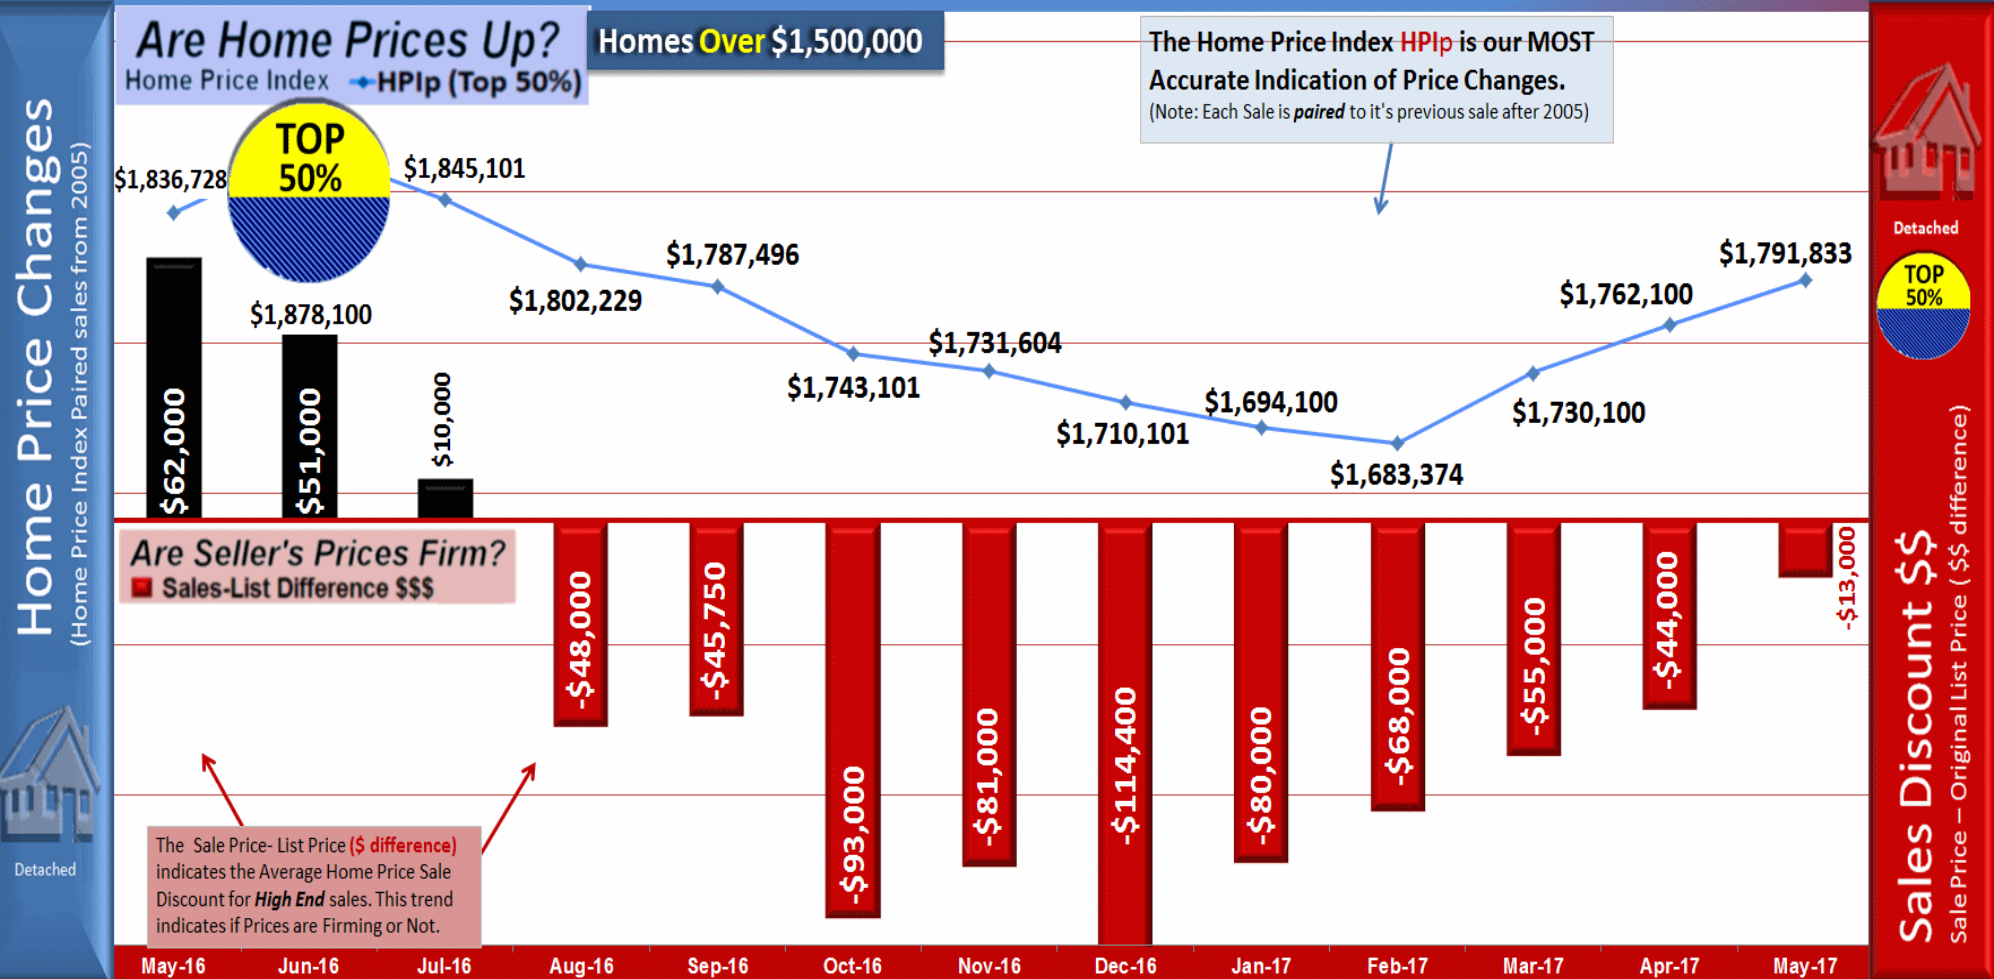 Are Home Prices Up?
Home Price Index HPIp (Top 50%)
Homes Over $1,500,000
The Home Price Index HPIp is our MOST
Accurate Indication of Price Changes.
(Note: Each Sale is paired to it's previous sale after 2005)
Home Price Changes
(Home Price Index Paired sales from 2005)
Detached
TOP
50%
$1,836,728
$1,878,100
$1,845,101
$1,802,229
$1,787,496
$1,743,101
$1,731,604
$1,710,101
$1,694,100
$1,683,374
$1,730,100
$1,762,100
$1,791,833
$62,000
$51,000
$10,000
Are Seller's Prices Firm?
Sales-List Difference $$$
-$48,000
-$45,750
-$93,000
-$81,000
-$114,400
-$80,000
-$68,000
-$55,000
-$44,000
-$13,000
The Sale Price- List Price ($ difference)
indicates the Average Home Price Sale
Discount for High End sales. This trend
indicates if Prices are Firming or Not.
May-16
Jun-16
Jul-16
Aug-16
Sep-16
Oct-16
Nov-16
Dec-16
Jan-17
Feb-17
Mar-17
Apr-17
May-17
Detached
TOP
50%
Sales Discount $$
Sale Price – Original List Price ( $$ difference)